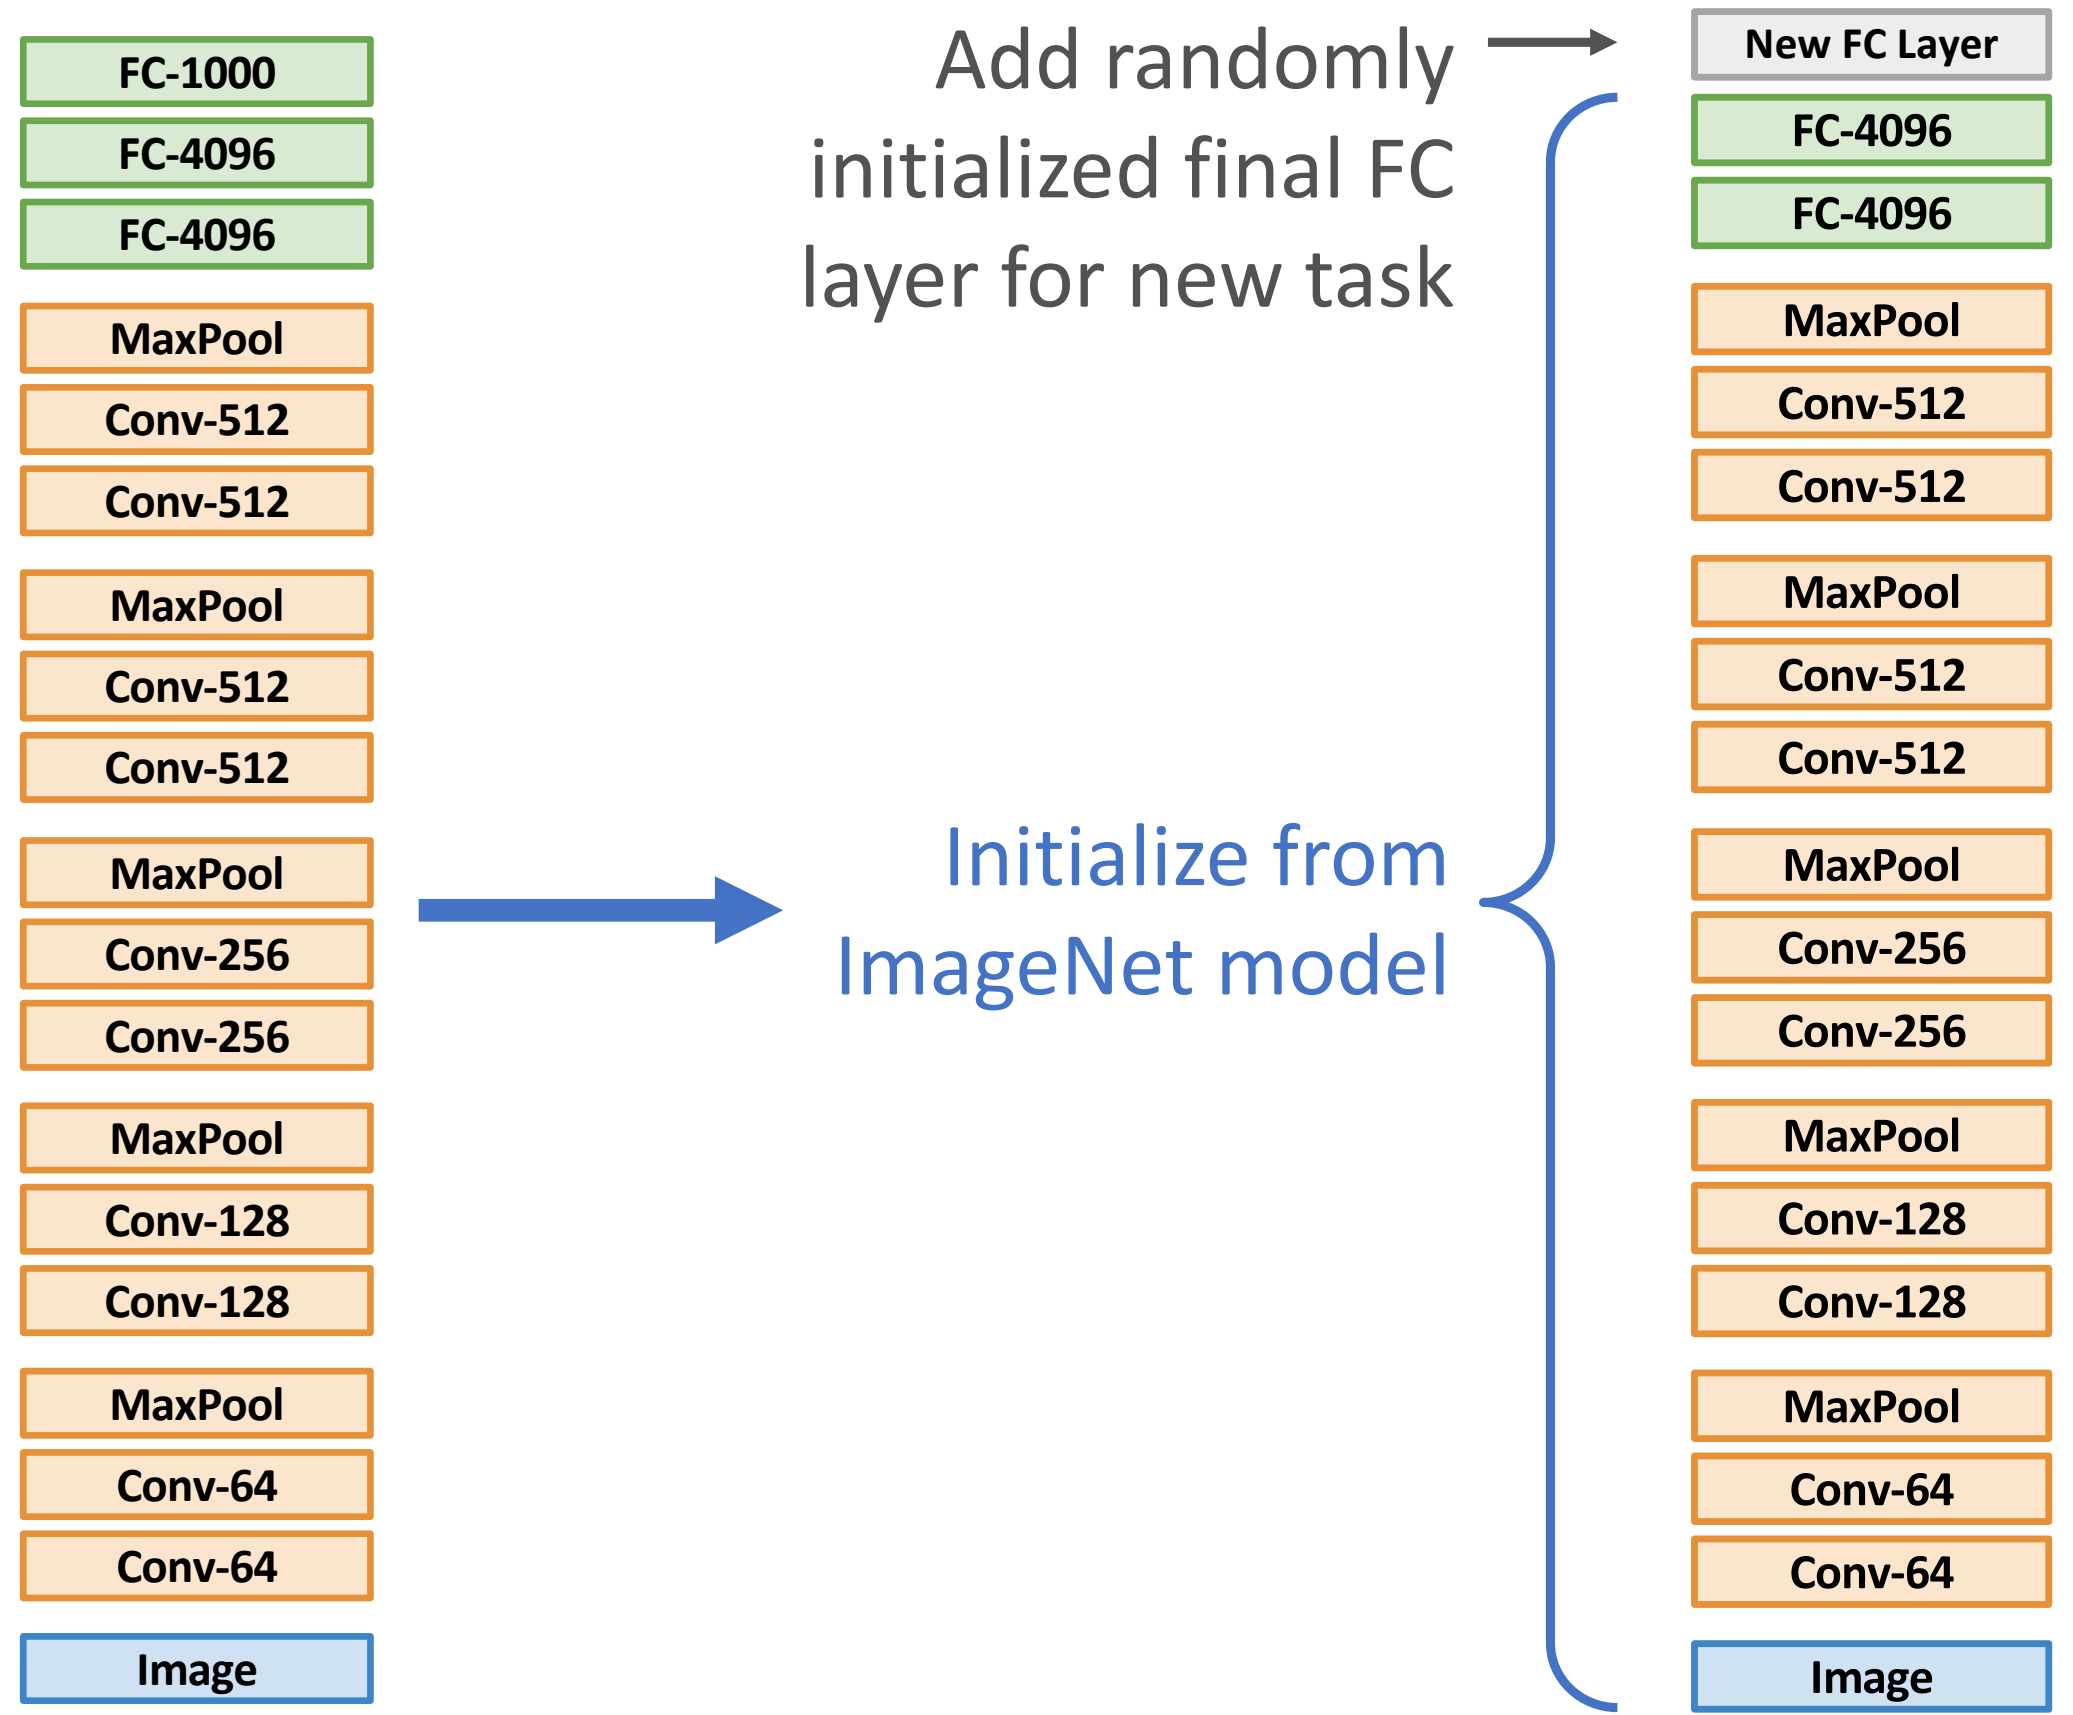 FC-1000
FC-4096
FC-4096
MaxPool
Conv-512
Conv-512
MaxPool
Conv-512
Conv-512
MaxPool
Conv-256
Conv-256
MaxPool
Conv-128
Conv-128
MaxPool
Conv-64
Conv-64
Image
Add randomly
initialized final FC
layer for new task
Initialize from
ImageNet model
New FC Layer
FC-4096
FC-4096
MaxPool
Conv-512
Conv-512
MaxPool
Conv-512
Conv-512
MaxPool
Conv-256
Conv-256
MaxPool
Conv-128
Conv-128
MaxPool
Conv-64
Conv-64
Image